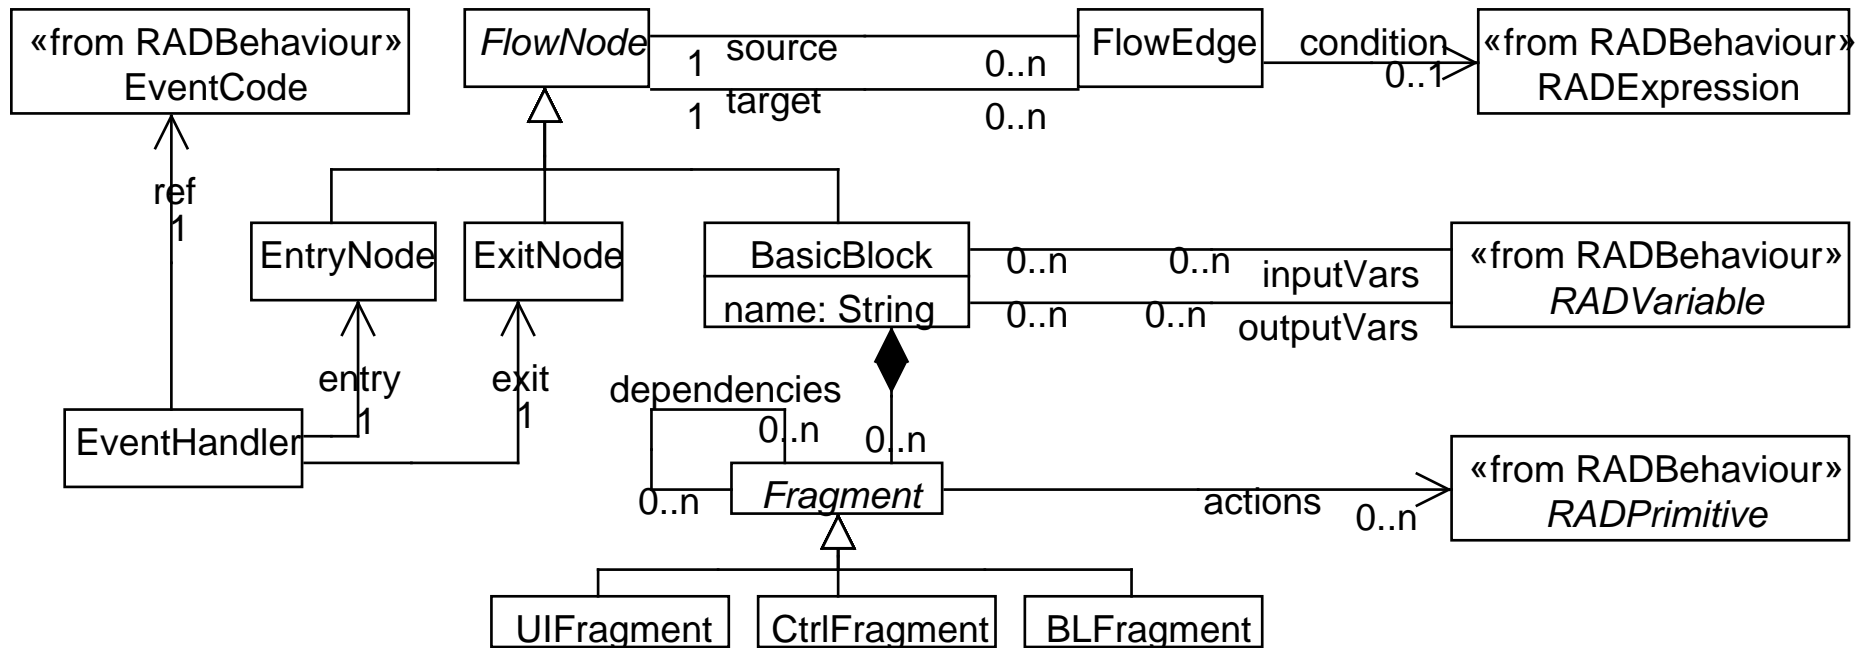 «from RADBehaviour»
EventCode
FlowNode
1
source
0..n
target
1
0..n
FlowEdge
condition
0..1
«from RADBehaviour»
RADExpression
ref
1
EntryNode
ExitNode
BasicBlock
name: String
0..n
0..n
inputVars
0..n
0..n
outputVars
«from RADBehaviour»
RADVariable
entry
1
exit
1
EventHandler
dependencies
0..n
0..n
0..n
Fragment
actions
0..n
«from RADBehaviour»
RADPrimitive
UIFragment
CtrlFragment
BLFragment